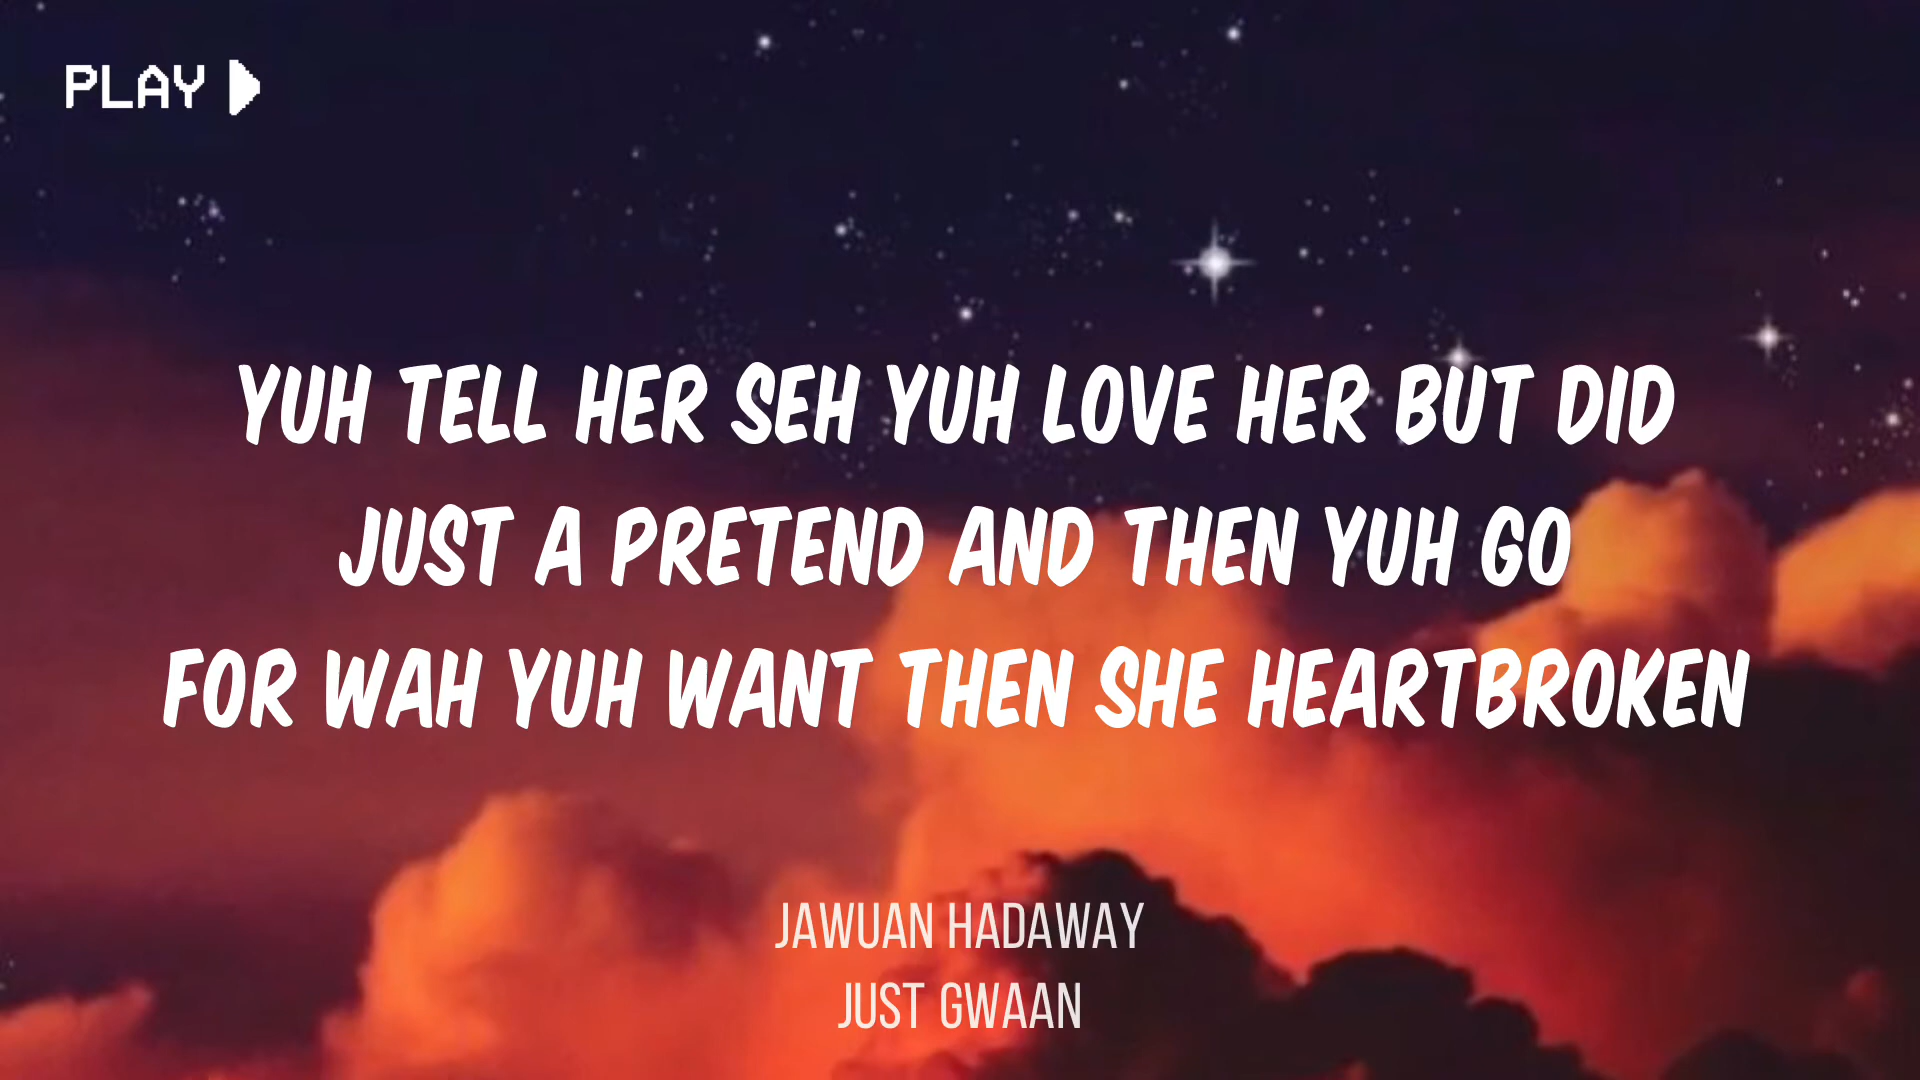 PLAY
YUH TELL HER SEH YUH LOVE HER BUT DID
JUST A PRETEND AND THEN YUH GO
FOR WAH YUH WANT THEN SHE HEARTBROKEN
JAWUAN HADAWAY
JUST GWAAN